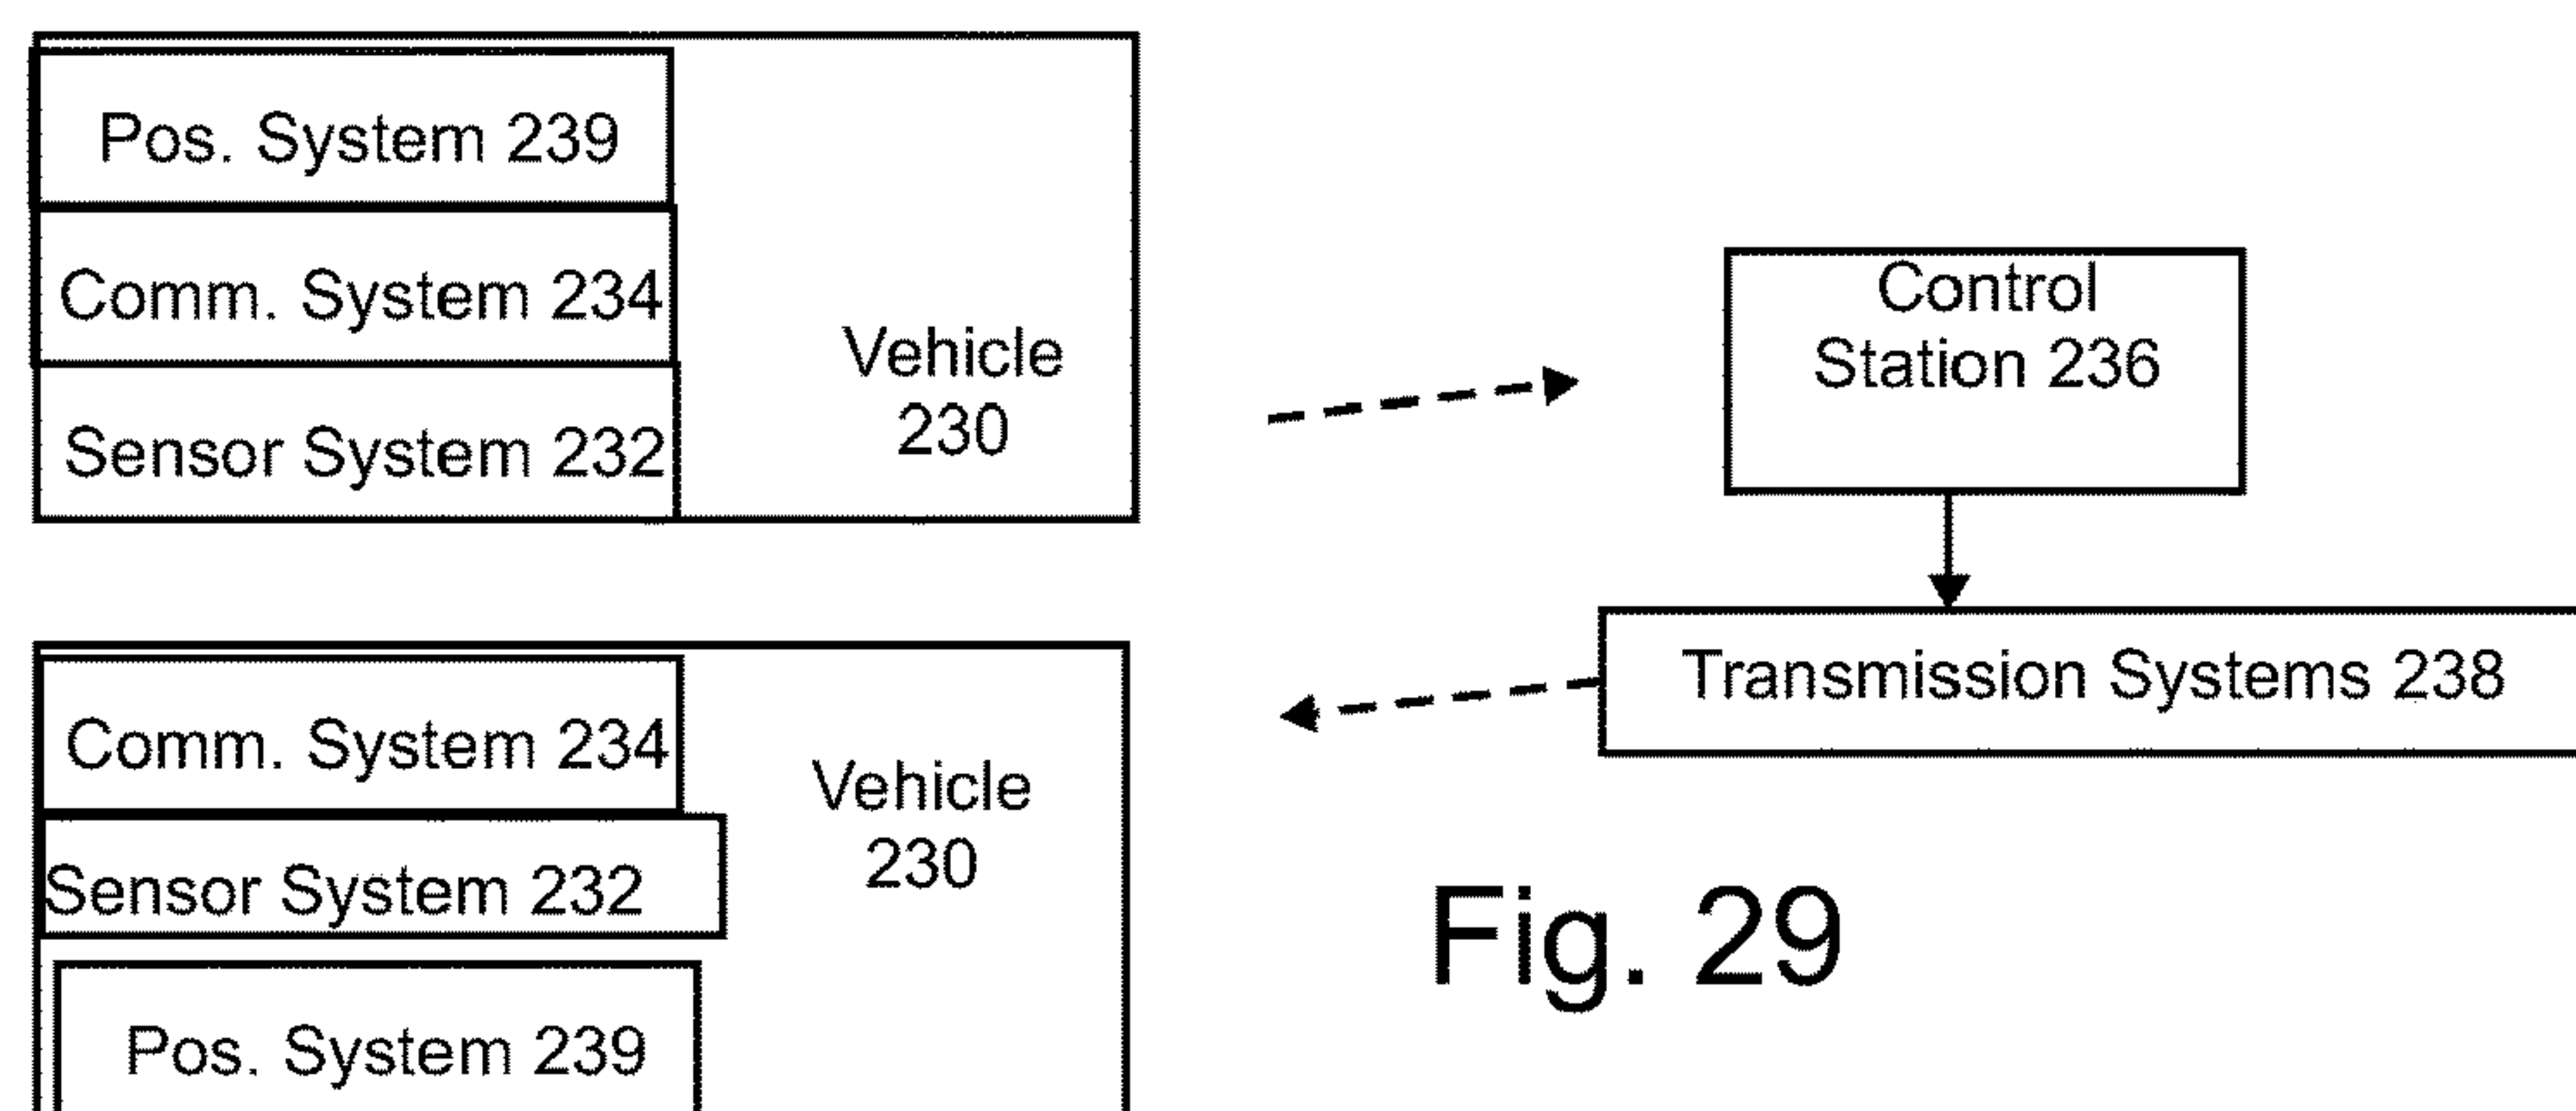 Pos. System 239
Comm. System 234
Sensor System 232
Vehicle
230
Control
Station 236
Transmission Systems 238
Comm. System 234
Sensor System 232
Pos. System 239
Vehicle
230
Fig. 29